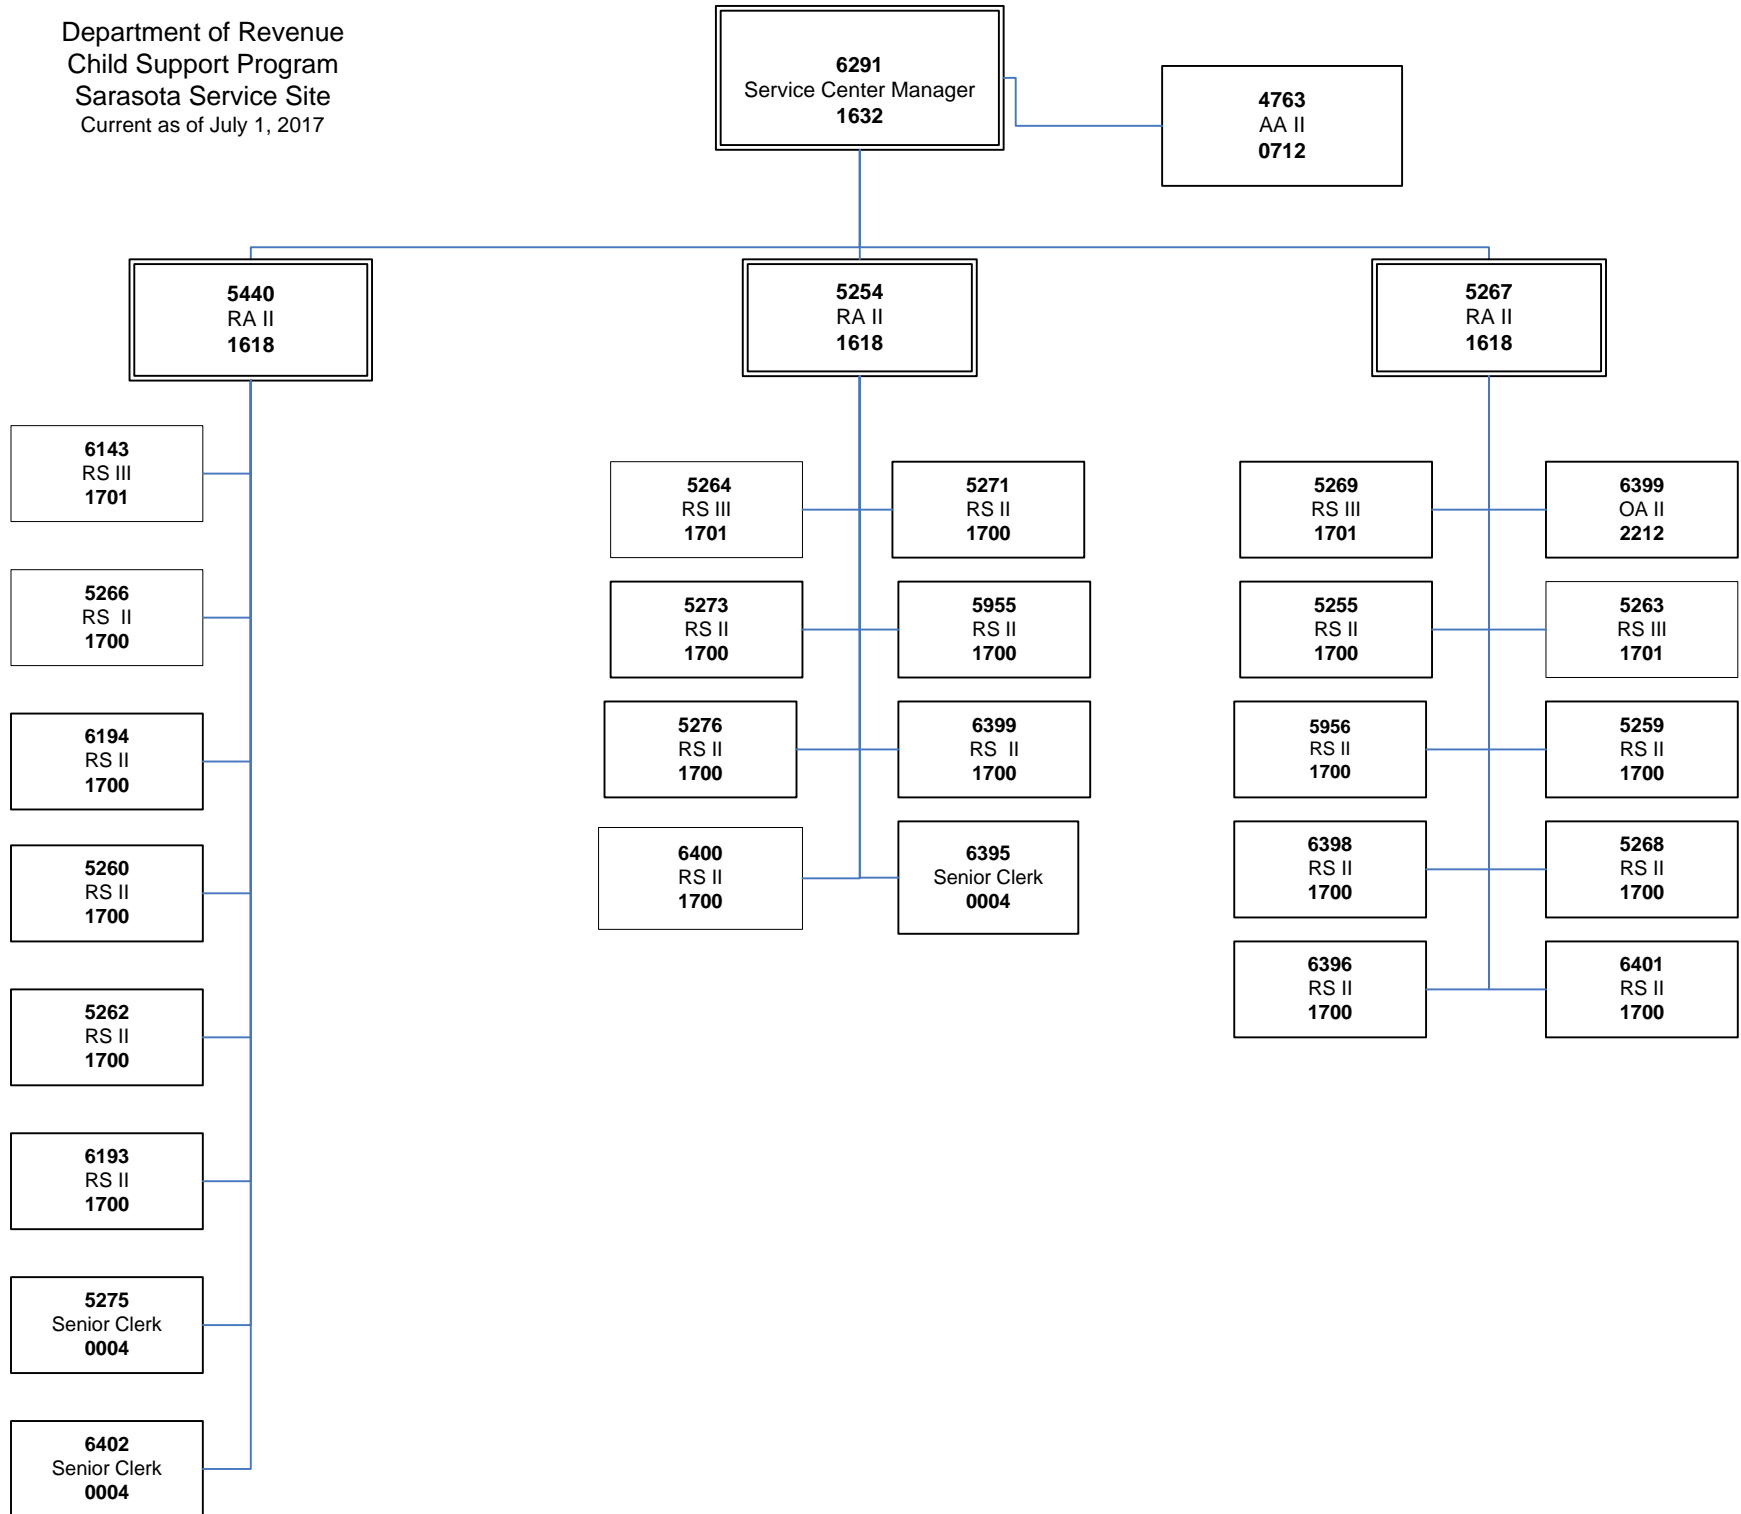 Department of Revenue
Child Support Program
Sarasota Service Site
Current as of July 1, 2017
6291
Service Center Manager
1632
4763
AA II
0712
5440
RA II
1618
5254
RA II
1618
5267
RA II
1618
6143
RS III
1701
5266
RS II
1700
6194
RS II
1700
5260
RS II
1700
5262
RS II
1700
6193
RS II
1700
5275
Senior Clerk
0004
6402
Senior Clerk
0004
5264
RS III
1701
5271
RS II
1700
5273
RS II
1700
5955
RS II
1700
5276
RS II
1700
6399
RS II
1700
6400
RS II
1700
6395
Senior Clerk
0004
5269
RS III
1701
6399
OA II
2212
5255
RS II
1700
5263
RS III
1701
5956
RS II
1700
5259
RS II
1700
6398
RS II
1700
5268
RS II
1700
6396
RS II
1700
6401
RS II
1700